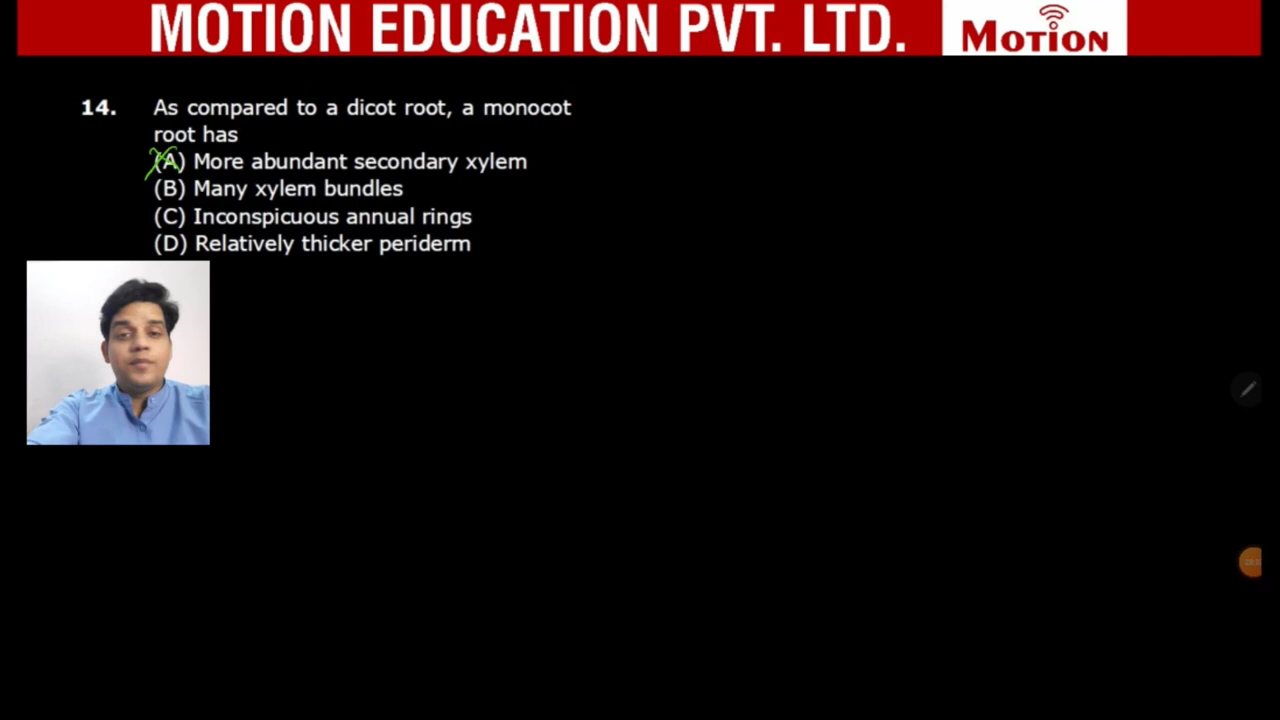 MOTION EDUCATION PVT. LTD.
MOTION
14. As compared to a dicot root, a monocot
root has
(A) More abundant secondary xylem
(B) Many xylem bundles
(C) Inconspicuous annual rings
(D) Relatively thicker periderm